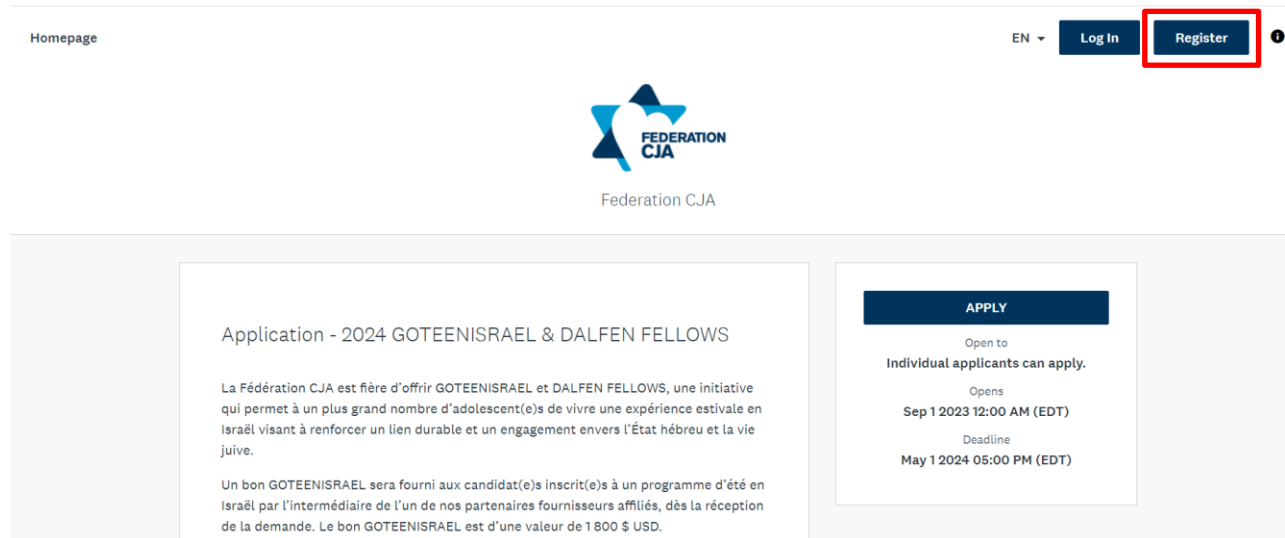 Homepage
EN
Log In
Register
FEDERATION
CJA
Federation CJA
Application - 2024 GOTEENISRAEL & DALFEN FELLOWS
La Fédération CJA est fière d'offrir GOTEENISRAEL et DALFEN FELLOWS, une initiative
qui permet à un plus grand nombre d'adolescent(e)s de vivre une expérience estivale en
Israël visant à renforcer un lien durable et un engagement envers l'État hébreu et la vie
juive.
Un bon GOTEENISRAEL sera fourni aux candidat(e)s inscrit(e)s à un programme d'été en
Israël par l'intermédiaire de l'un de nos partenaires fournisseurs affiliés, dès la réception
de la demande. Le bon GOTEENISRAEL est d'une valeur de 1 800 $ USD.
APPLY
Open to
Individual applicants can apply.
Opens
Sep 1 2023 12:00 AM (EDT)
Deadline
May 1 2024 05:00 PM (EDT)